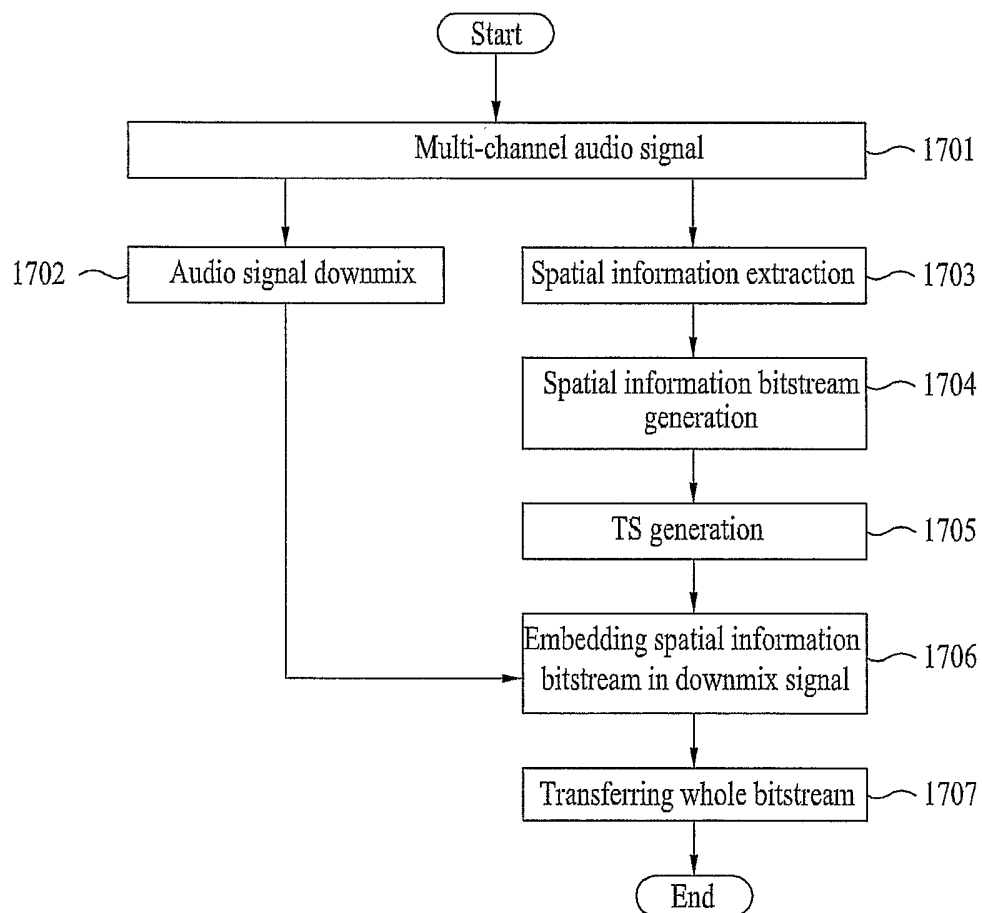 Start
Multi-channel audio signal
1701
1702
Audio signal downmix
Spatial information extraction
1703
Spatial information bitstream
generation
1704
TS generation
1705
Embedding spatial information
bitstream in downmix signal
1706
Transferring whole bitstream
1707
End